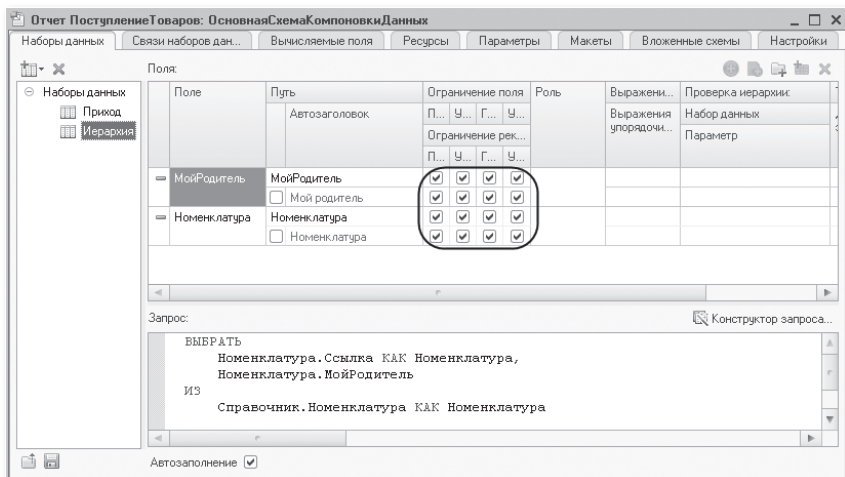 Отчет ПоступлениеТоваров: ОсновнаяСхемаКомпоновкиДанных
Наборы данных Связи наборов дан... Вычисляемые поля Ресурсы Параметры Макеты Вложенные схемы Настройки
Поля:
Наборы данных
Приход
Иерархия
Поле Путь Ограничение поля Роль Выражени... Проверка иерархии:
Автозаголовок П... У... Г... У... Выражения упорядочи... Набор данных
Ограничение рек... Параметр
П... У... Г... У...
МойРодитель МойРодитель
Мой родитель
Номенклатура Номенклатура
Номенклатура
Запрос: Конструктор запроса...
ВЫБРАТЬ
Номенклатура.Ссылка КАК Номенклатура,
Номенклатура.МойРодитель
ИЗ
Справочник.Номенклатура КАК Номенклатура
Автозаполнение